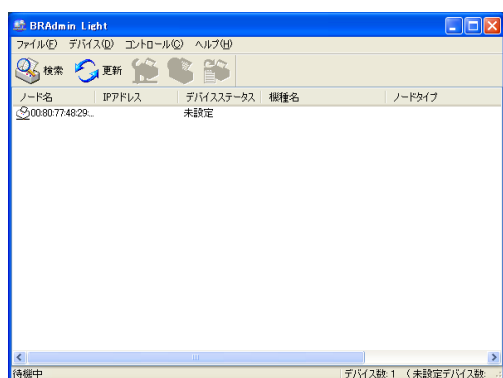 BRAdmin Light
ファイル(F) デバイス(D) コントロール(C) ヘルプ(H)
検索 更新
ノード名 IPアドレス デバイスステータス 機種名 ノードタイプ
00:80:77:48:29:... 未設定
待機中 デバイス数: 1 (未設定デバイス数: